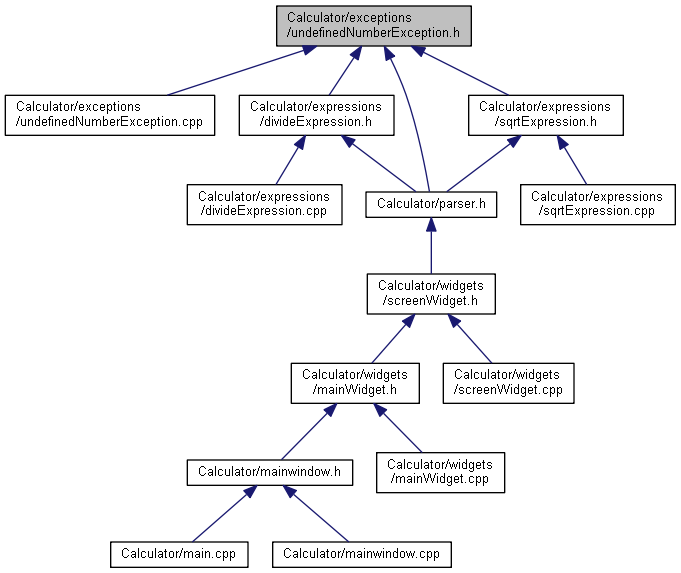 Calculator/exceptions
/undefinedNumberException.h
Calculator/exceptions
/undefinedNumberException.cpp
Calculator/expressions
/divideExpression.h
Calculator/expressions
/sqrtExpression.h
Calculator/expressions
/divideExpression.cpp
Calculator/parser.h
Calculator/expressions
/sqrtExpression.cpp
Calculator/widgets
/screenWidget.h
Calculator/widgets
/mainWidget.h
Calculator/widgets
/screenWidget.cpp
Calculator/mainwindow.h
Calculator/widgets
/mainWidget.cpp
Calculator/main.cpp
Calculator/mainwindow.cpp